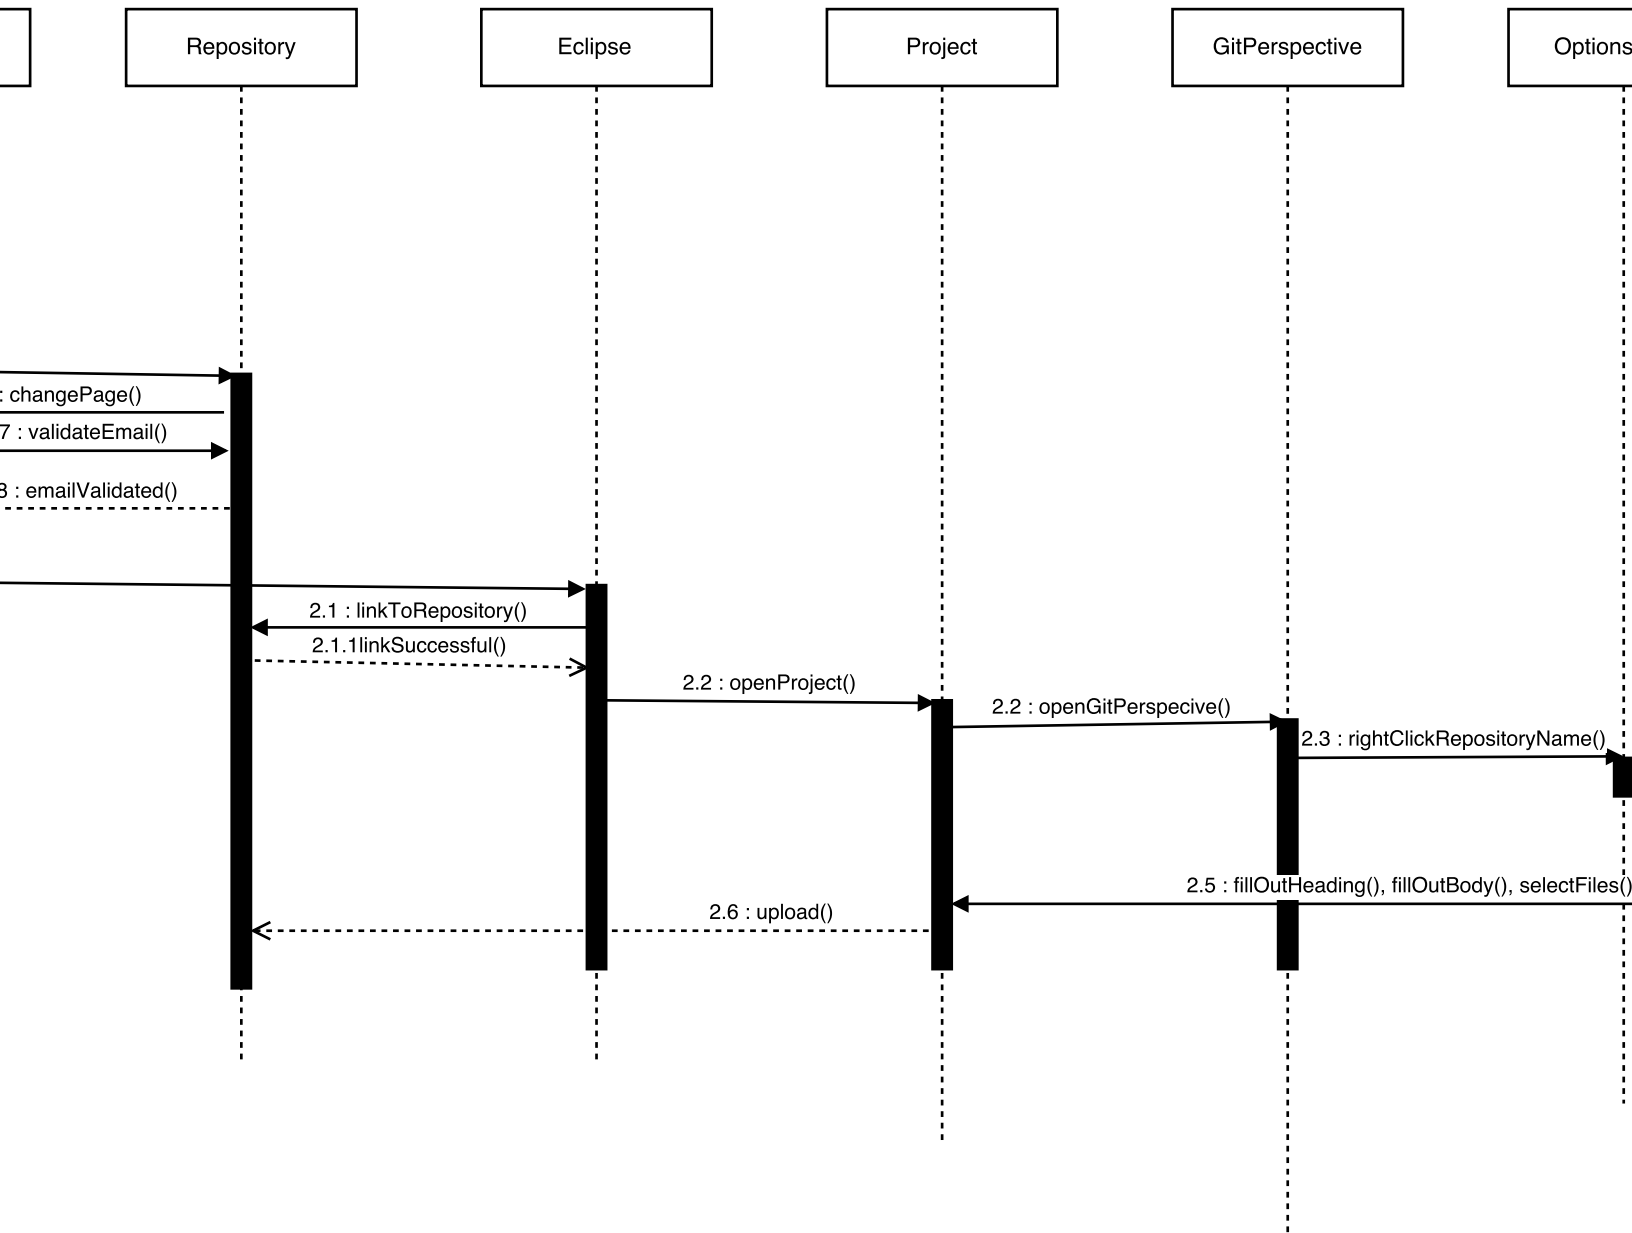 Repository
Eclipse
Project
GitPerspective
Options
: changePage()
7 : validateEmail()
8 : emailValidated()
2.1 : linkToRepository()
2.1.1linkSuccessful()
2.2 : openProject()
2.2 : openGitPerspecive()
2.3 : rightClickRepositoryName()
2.5 : fillOutHeading(), fillOutBody(), selectFiles()
2.6 : upload()